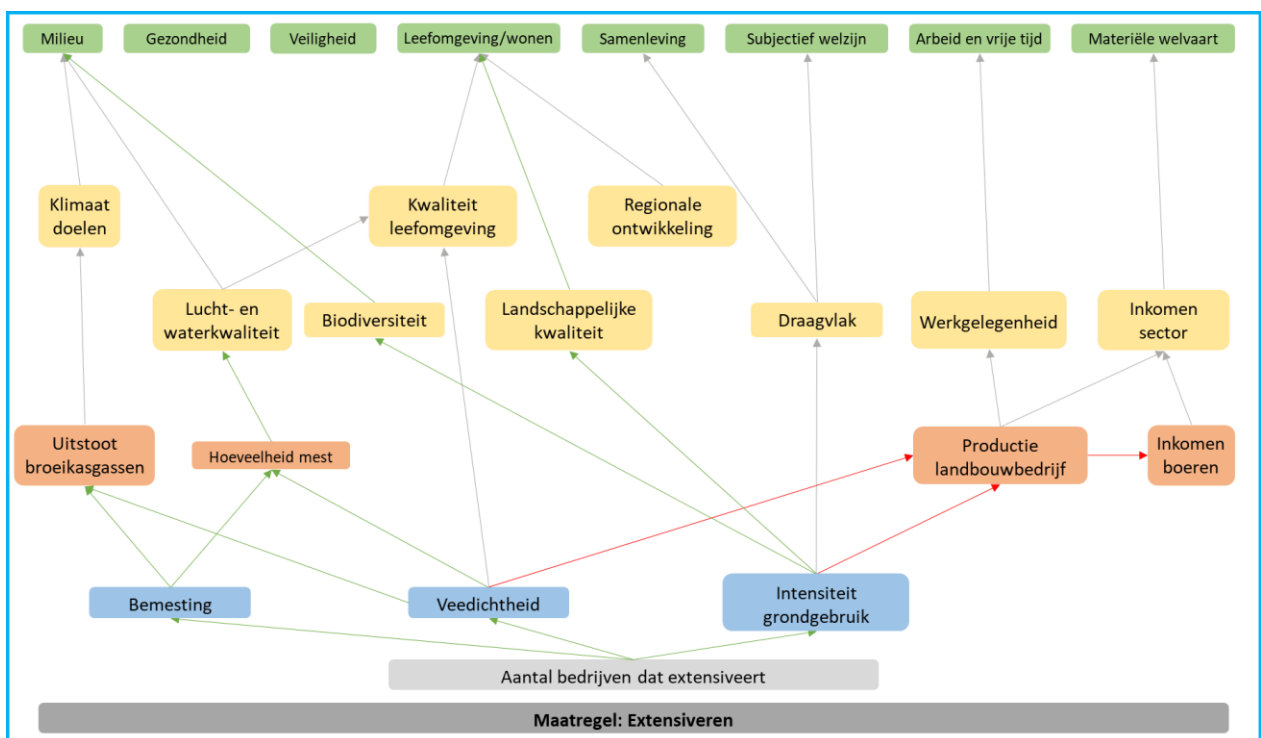 Milieu
Gezondheid
Veiligheid
Leefomgeving/wonen
Samenleving
Subjectief welzijn
Arbeid en vrije tijd
Materiële welvaart
Klimaat
doelen
Kwaliteit
leefomgeving
Regionale
ontwikkeling
Lucht- en
waterkwaliteit
Biodiversiteit
Landschappelijke
kwaliteit
Draagvlak
Werkgelegenheid
Inkomen
sector
Uitstoot
broeikasgassen
Hoeveelheid mest
Productie
landbouwbedrijf
Inkomen
boeren
Bemesting
Veedichtheid
Intensiteit
grondgebruik
Aantal bedrijven dat extensiveert
Maatregel: Extensiveren